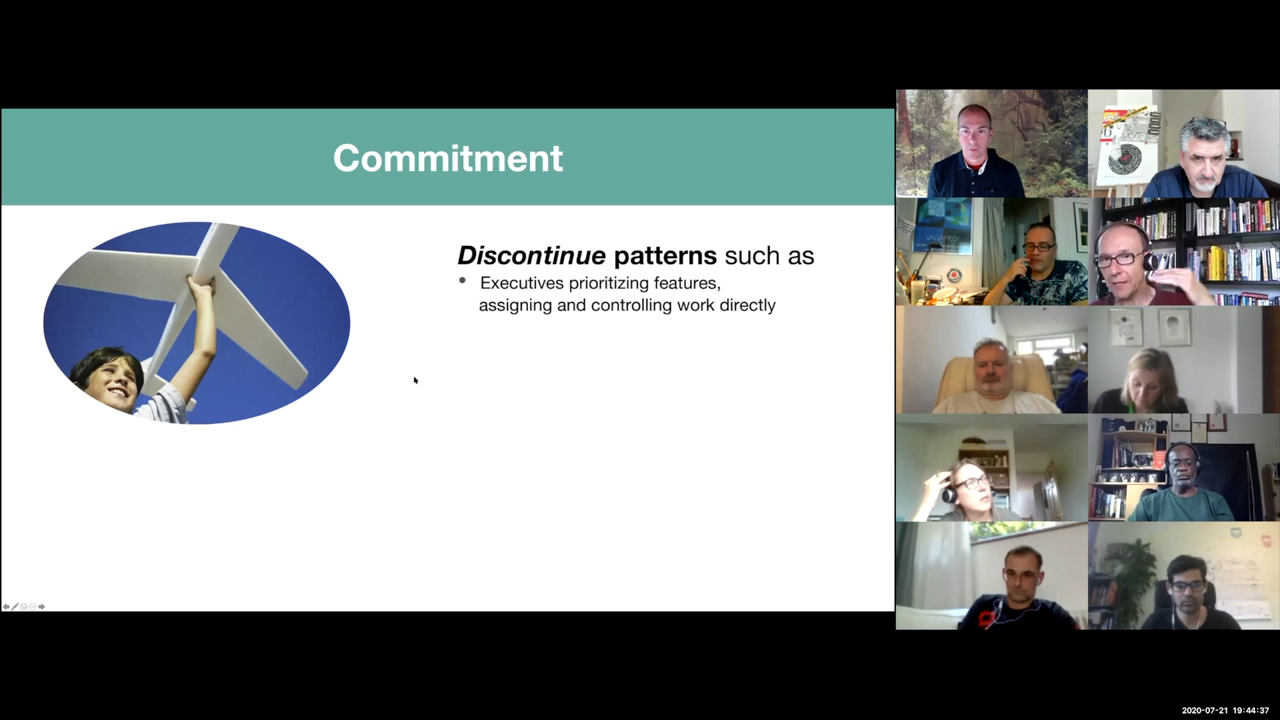 Commitment
Discontinue patterns such as
• Executives prioritizing features,
assigning and controlling work directly
2020-07-21 19:44:37